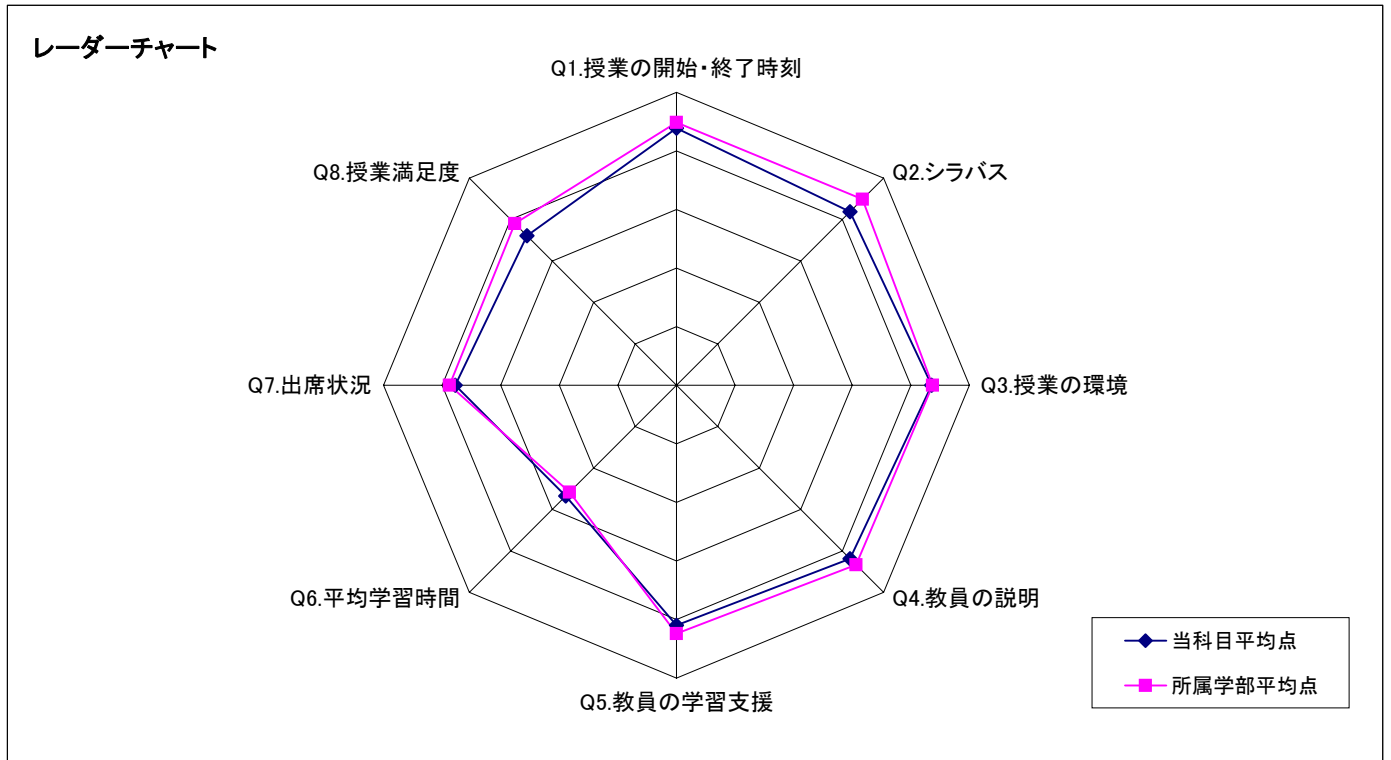 レーダーチャート
Q1.授業の開始・終了時刻
Q2.シラバス
Q3.授業の環境
Q4.教員の説明
Q5.教員の学習支援
Q6.平均学習時間
Q7.出席状況
Q8.授業満足度
当科目平均点
所属学部平均点